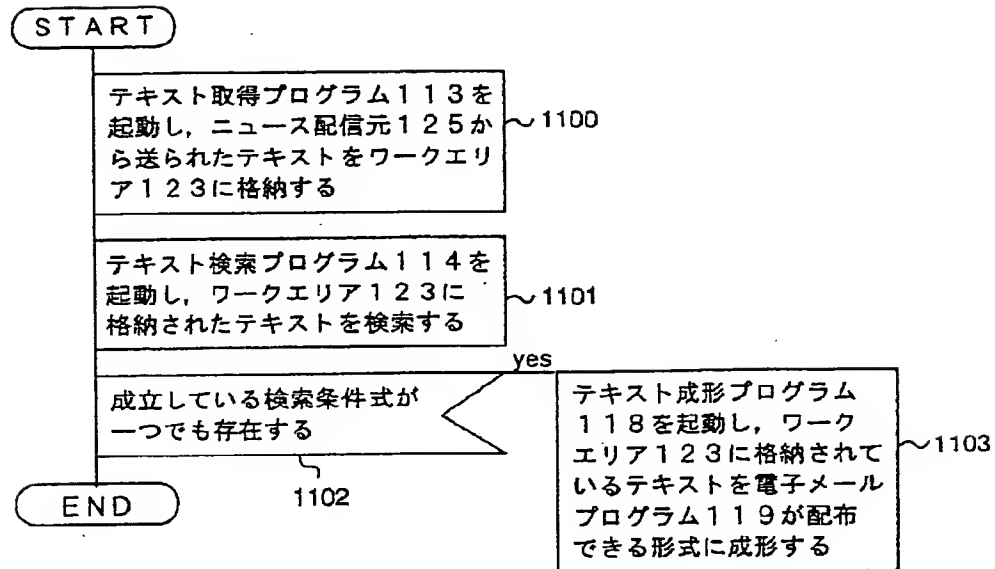 START
テキスト取得プログラム113を
起動し,ニュース配信元125か
ら送られたテキストをワークエリ
ア123に格納する
1100
テキスト検索プログラム114を
起動し,ワークエリア123に
格納されたテキストを検索する
1101
成立している検索条件式が
一つでも存在する
1102
yes
テキスト成形プログラム
118を起動し,ワーク
エリア123に格納されて
いるテキストを電子メール
プログラム119が配布
できる形式に成形する
1103
END